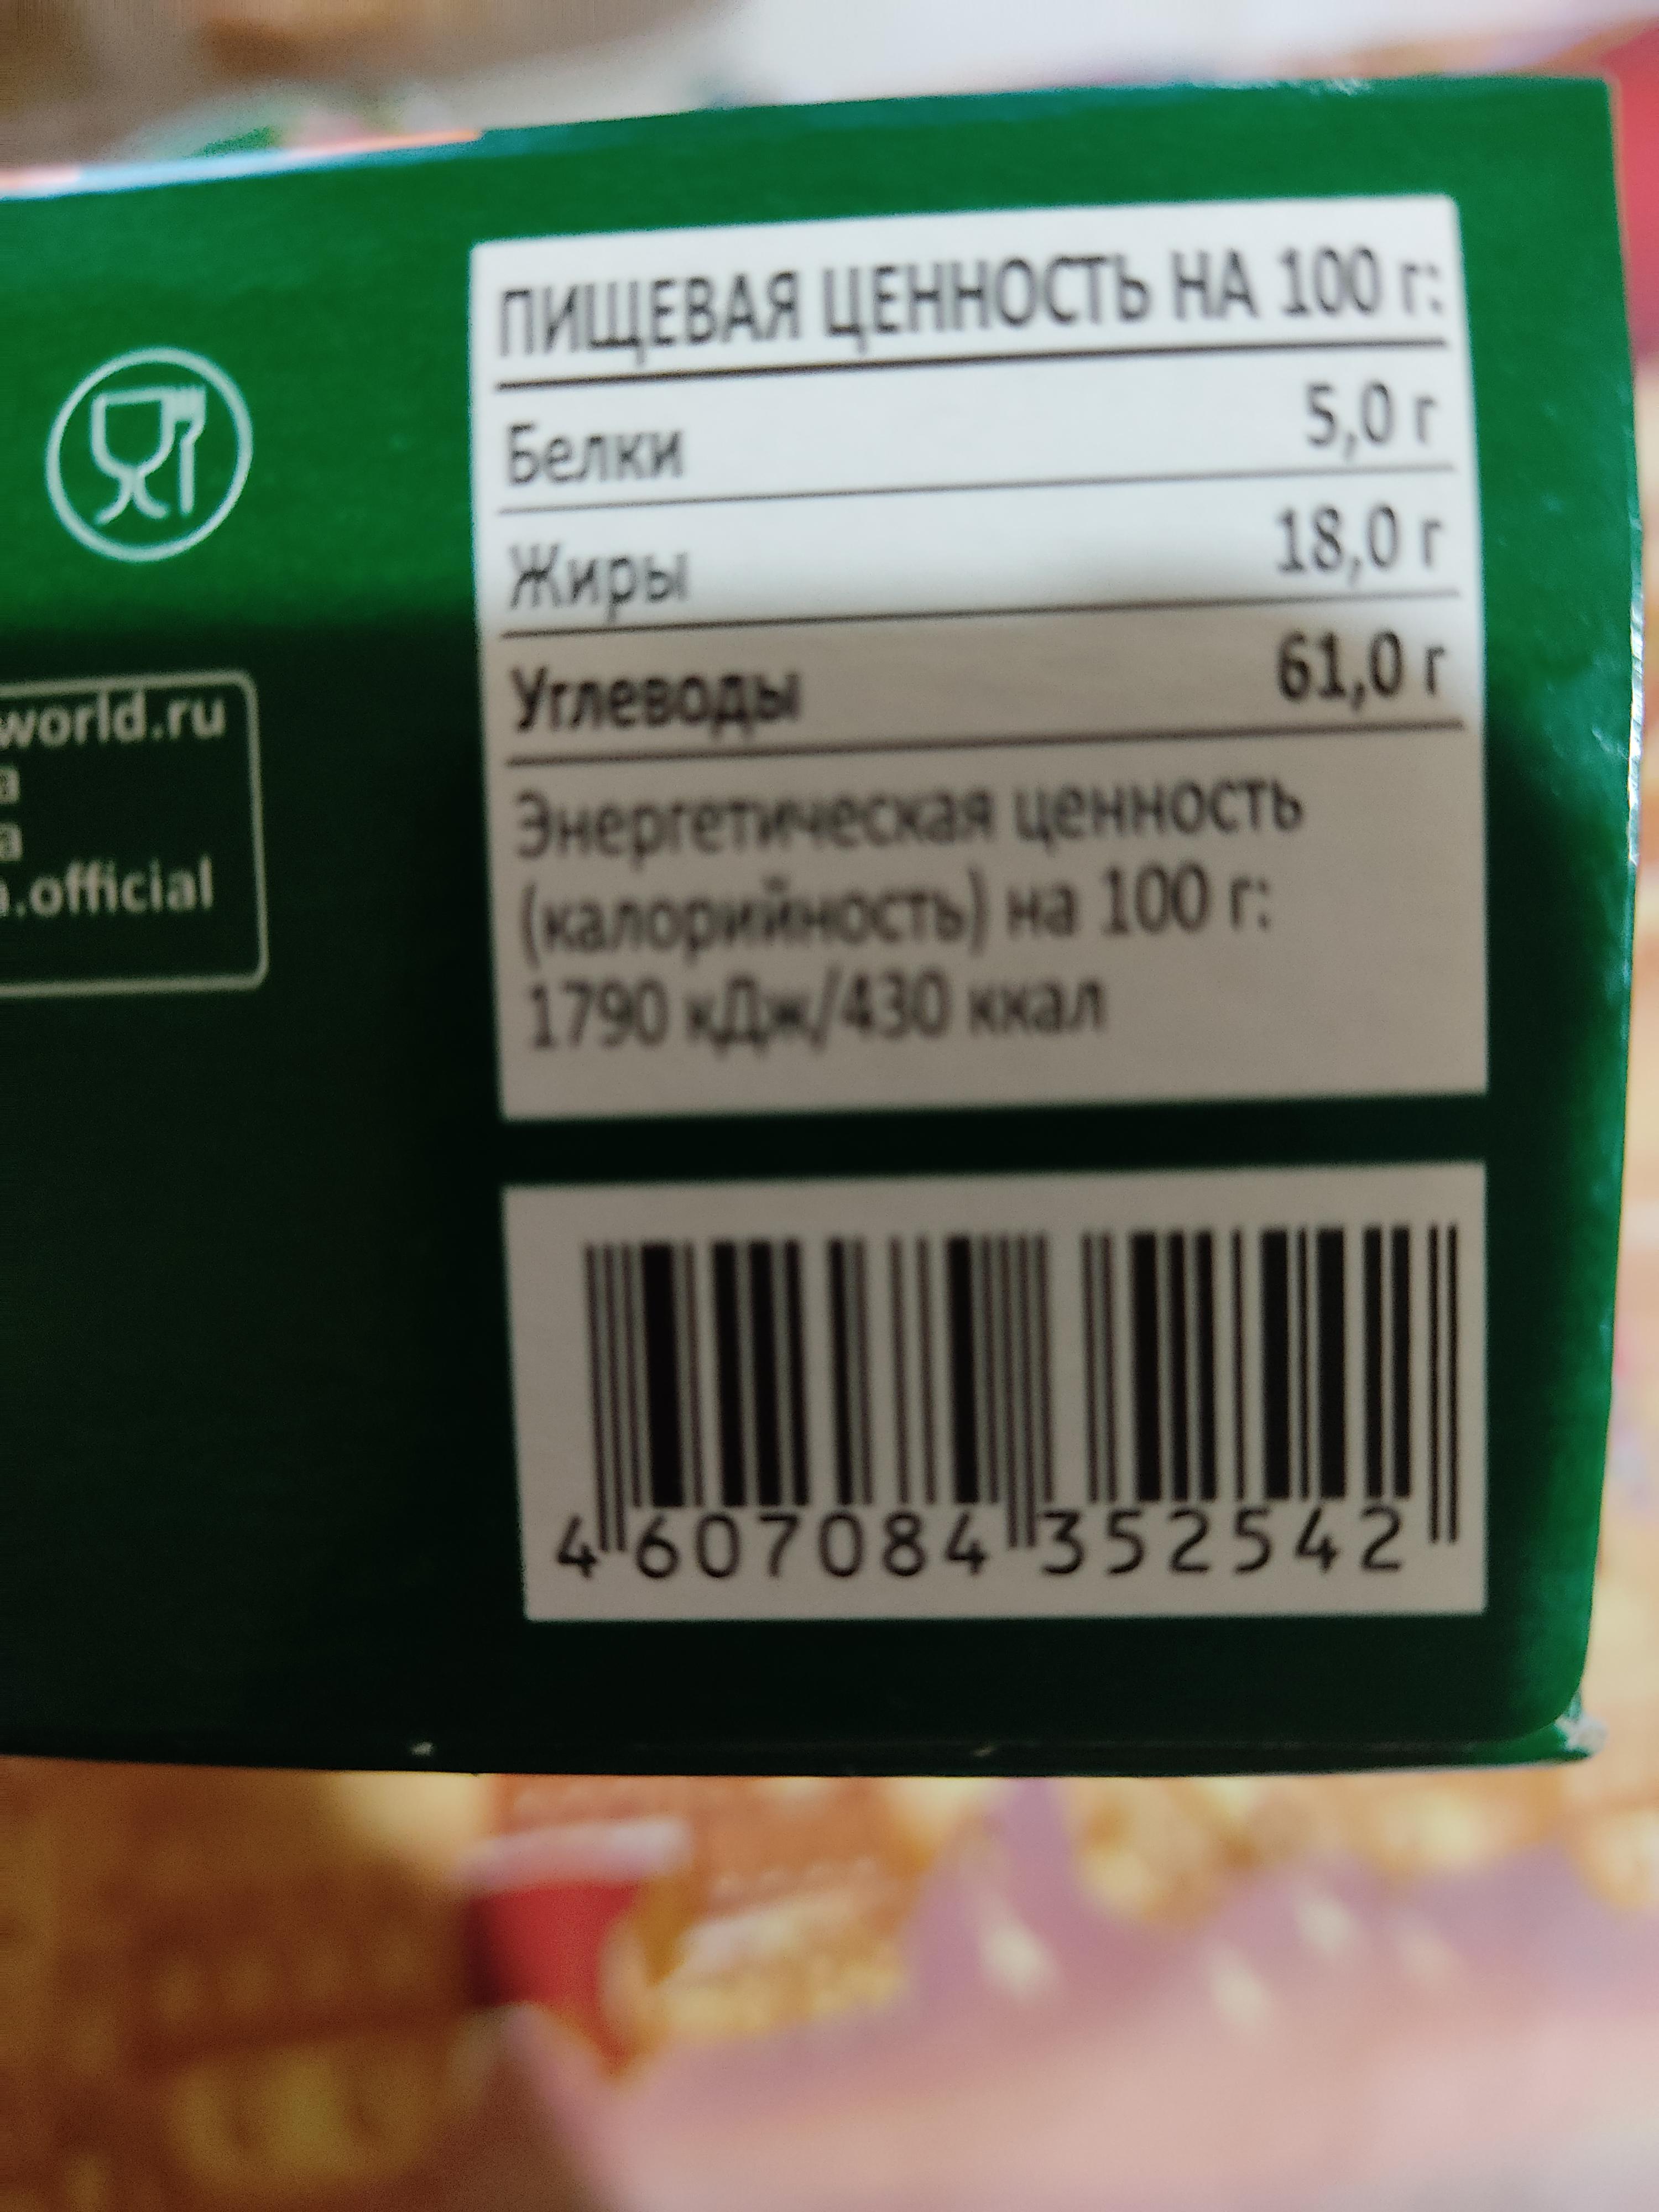 world.ru
а
а
a.official
ПИЩЕВАЯ ЦЕННОСТЬ НА 100 г:
Белки 5,0 г
Жиры 18,0 г
Углеводы 61,0 г
Энергетическая ценность
(калорийность) на 100 г:
1790 кДж/430 ккал
4 607084 352542